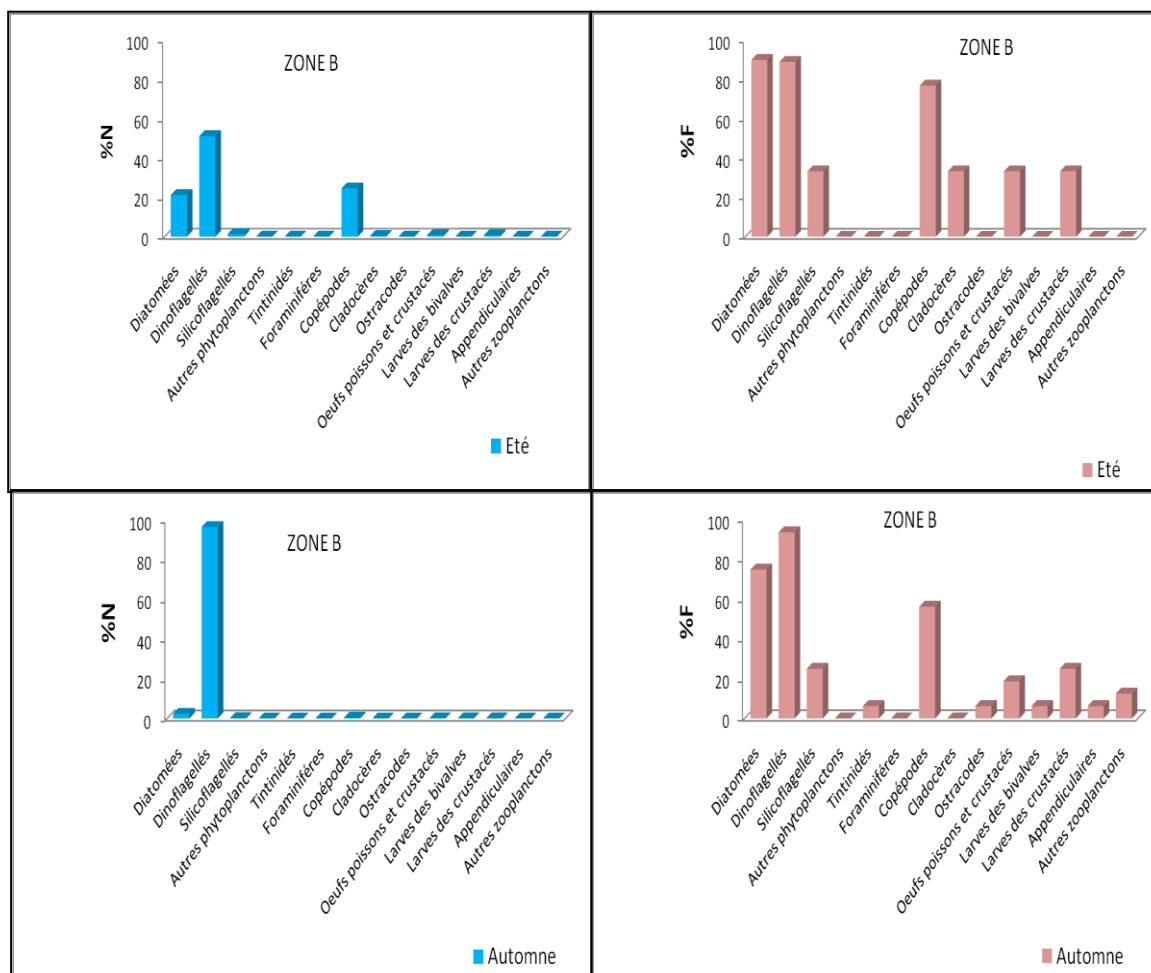 ZONE B
%N
100
80
60
40
20
0
Diatomées
Dinoflagellés
Silicoflagellés
Autres phytoplanctons
Tintinidés
Foraminiféres
Copépodes
Cladocères
Ostracodes
Oeufs poissons et crustacés
Larves des bivalves
Larves des crustacés
Appendiculaires
Autres zooplanctons
Eté
ZONE B
%F
100
80
60
40
20
0
Diatomées
Dinoflagellés
Silicoflagellés
Autres phytoplanctons
Tintinidés
Foraminiféres
Copépodes
Cladocères
Ostracodes
Oeufs poissons et crustacés
Larves des bivalves
Larves des crustacés
Appendiculaires
Autres zooplanctons
Eté
ZONE B
%N
100
80
60
40
20
0
Diatomées
Dinoflagellés
Silicoflagellés
Autres phytoplanctons
Tintinidés
Foraminiféres
Copépodes
Cladocères
Ostracodes
Oeufs poissons et crustacés
Larves des bivalves
Larves des crustacés
Appendiculaires
Autres zooplanctons
Automne
ZONE B
%F
100
80
60
40
20
0
Diatomées
Dinoflagellés
Silicoflagellés
Autres phytoplanctons
Tintinidés
Foraminiféres
Copépodes
Cladocères
Ostracodes
Oeufs poissons et crustacés
Larves des bivalves
Larves des crustacés
Appendiculaires
Autres zooplanctons
Automne